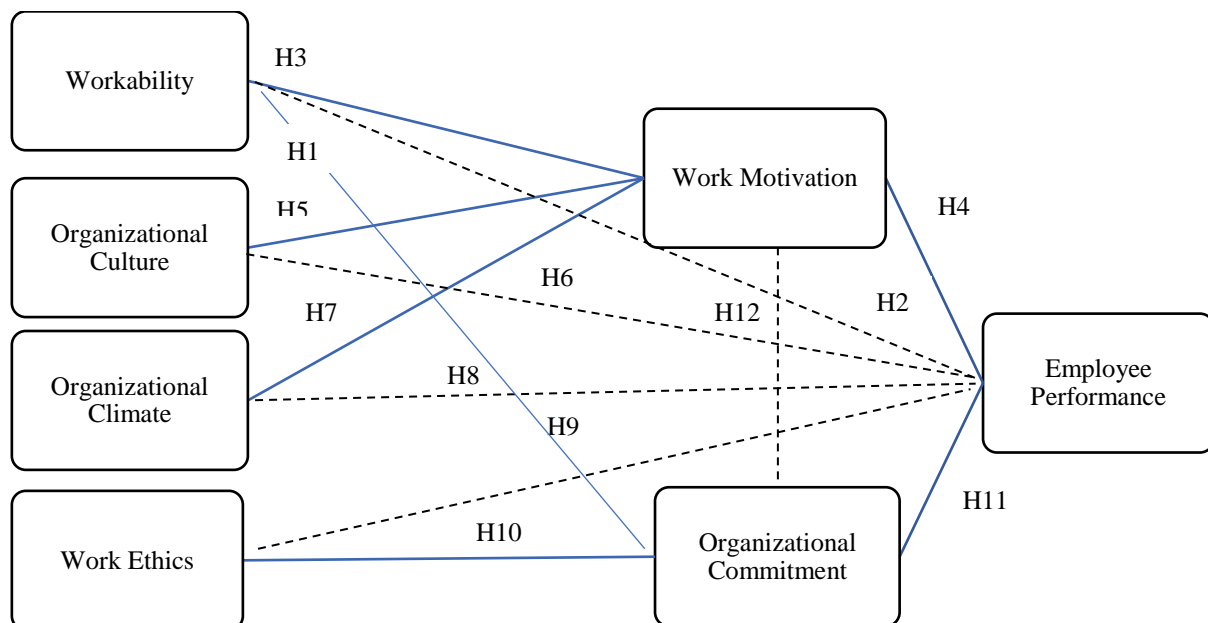 H3
Workability
H1
Work Motivation
H4
H5
Organizational
Culture
H6
H2
H7
H12
Organizational
Climate
H8
Employee
Performance
H9
H11
H10
Work Ethics
Organizational
Commitment